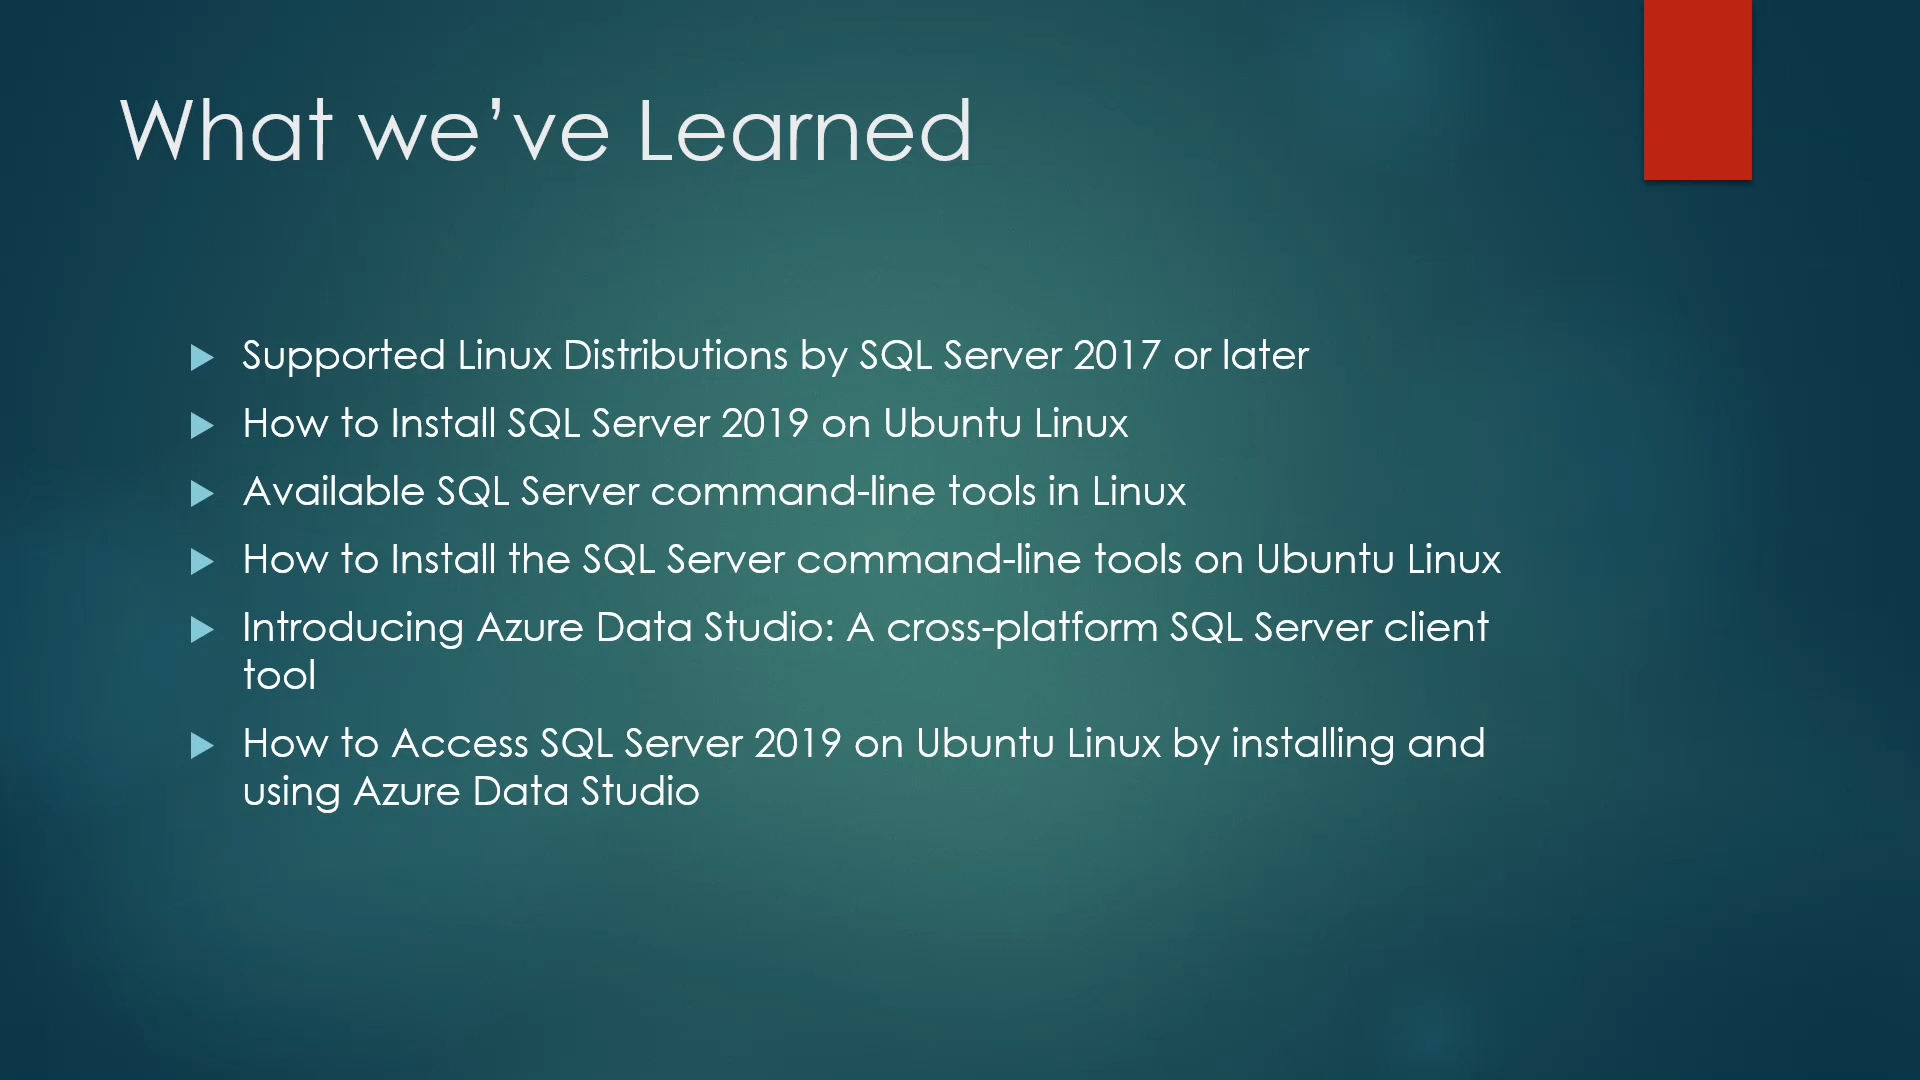 What we’ve Learned
Supported Linux Distributions by SQL Server 2017 or later
How to Install SQL Server 2019 on Ubuntu Linux
Available SQL Server command-line tools in Linux
How to Install the SQL Server command-line tools on Ubuntu Linux
Introducing Azure Data Studio: A cross-platform SQL Server client
tool
How to Access SQL Server 2019 on Ubuntu Linux by installing and
using Azure Data Studio